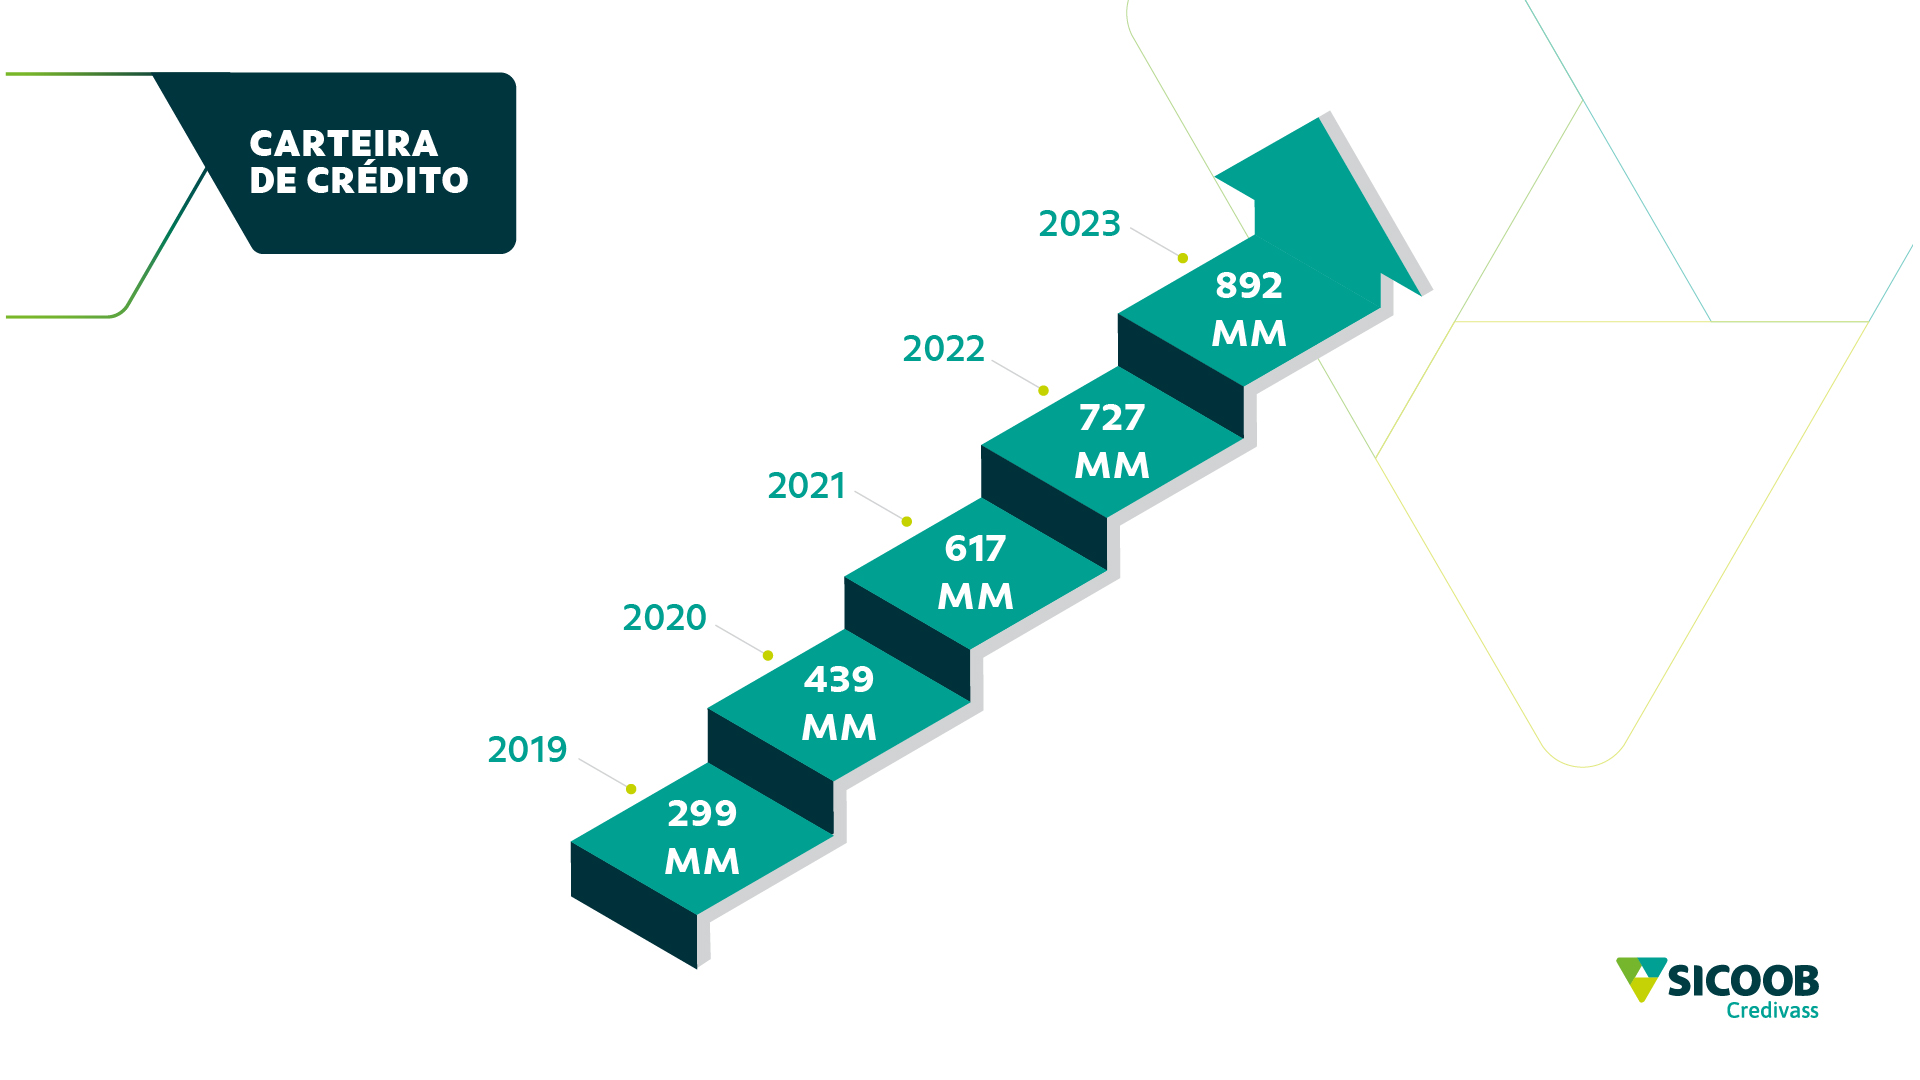 CARTEIRA
DE CRÉDITO
2023
892
MM
2022
727
MM
2021
617
MM
2020
439
MM
2019
299
MM
SICOOB
Credivass